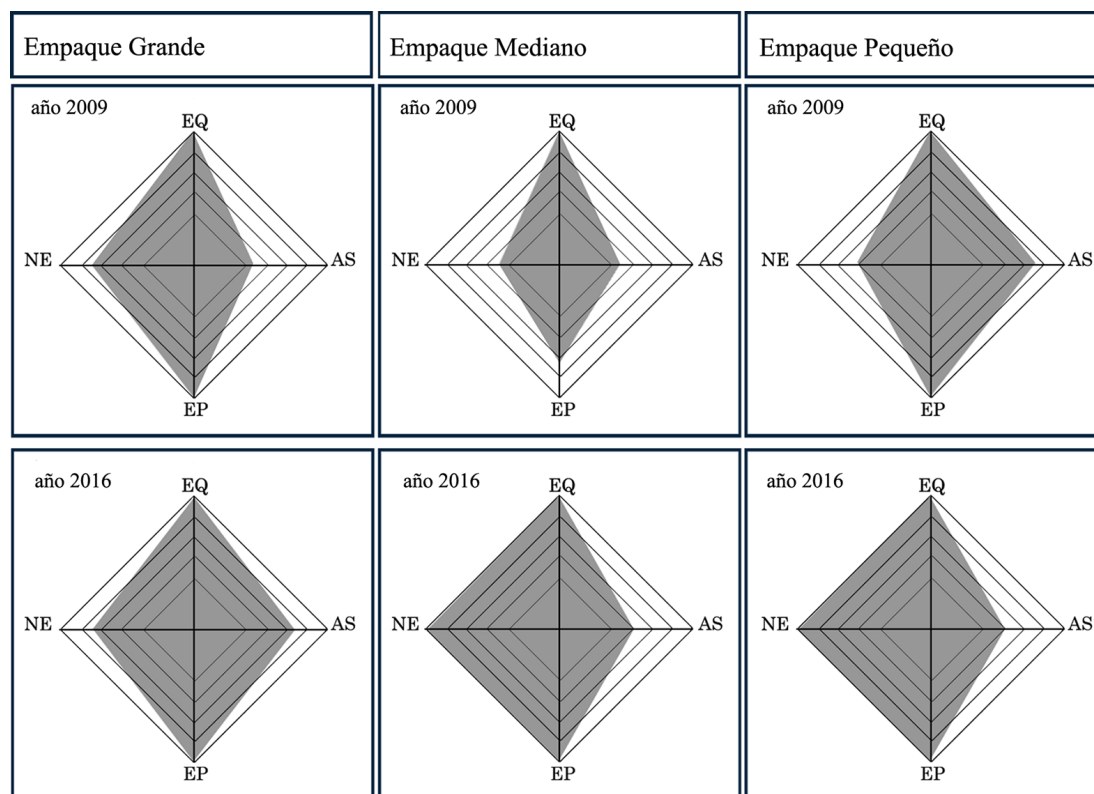 Empaque Grande
Empaque Mediano
Empaque Pequeño
año 2009
EQ
NE
AS
EP
año 2009
EQ
NE
AS
EP
año 2009
EQ
NE
AS
EP
año 2016
EQ
NE
AS
EP
año 2016
EQ
NE
AS
EP
año 2016
EQ
NE
AS
EP